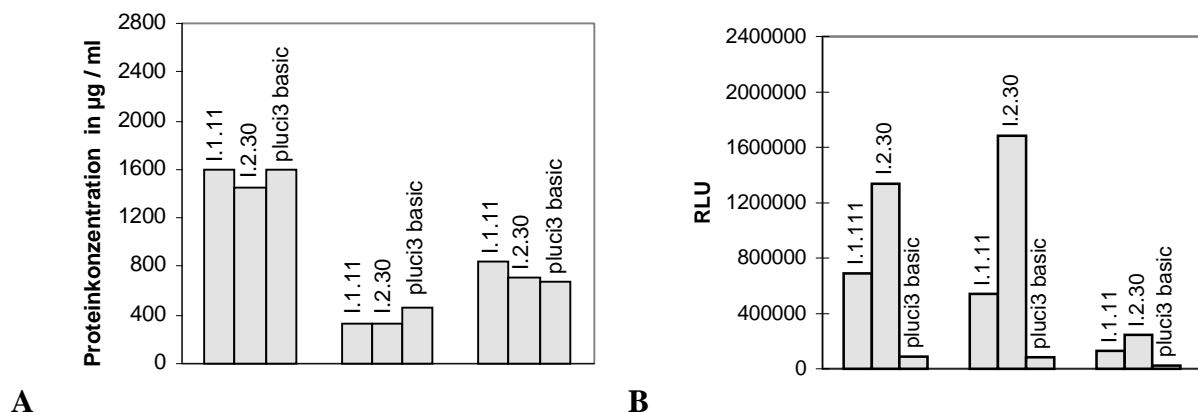 Proteinkonzentration in µg / ml
2800
2400
2000
1600
1200
800
400
0
I.1.11
I.2.30
pluci3 basic
I.1.11
I.2.30
pluci3 basic
I.1.11
I.2.30
pluci3 basic
A
RLU
2400000
2000000
1600000
1200000
800000
400000
0
I.1.111
I.2.30
pluci3 basic
I.1.11
I.2.30
pluci3 basic
I.1.11
I.2.30
pluci3 basic
B